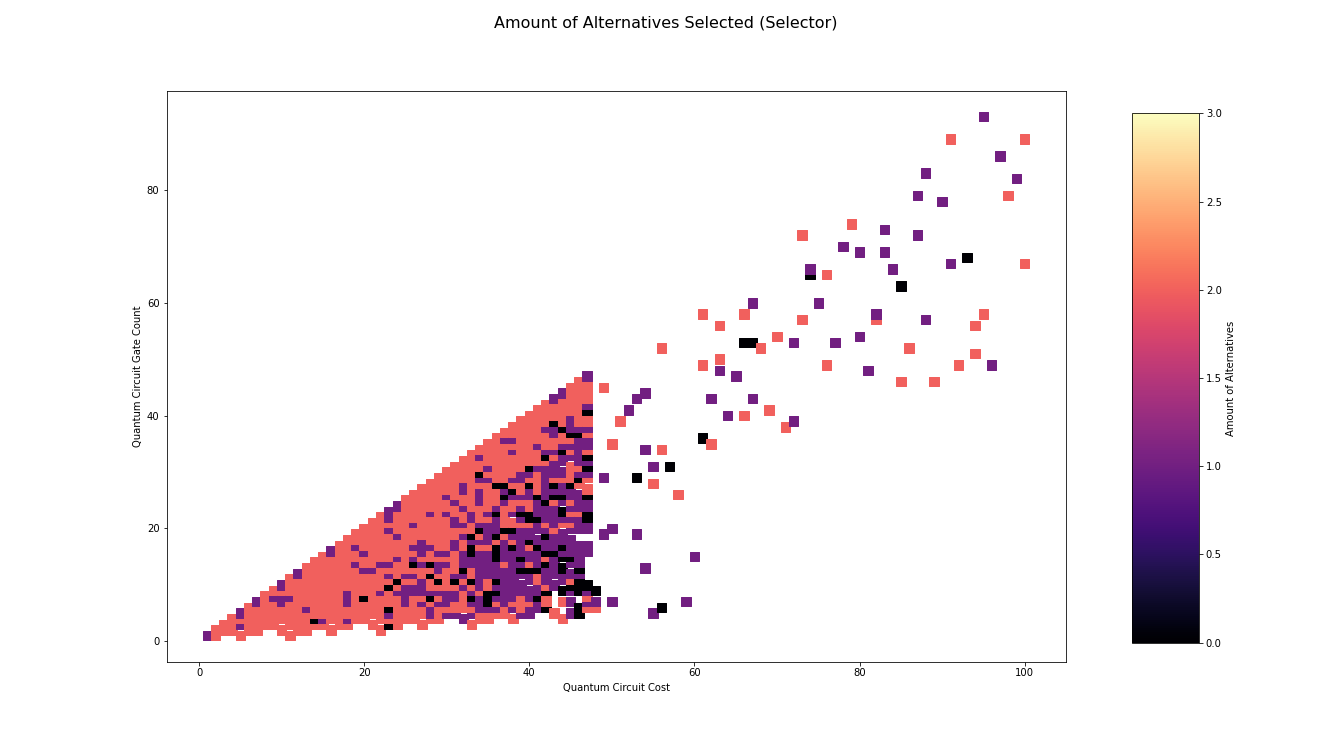 Amount of Alternatives Selected (Selector)
80
60
40
20
0
Quantum Circuit Gate Count
0 20 40 60 80 100
Quantum Circuit Cost
3.0
2.5
2.0
1.5
1.0
0.5
0.0
Amount of Alternatives